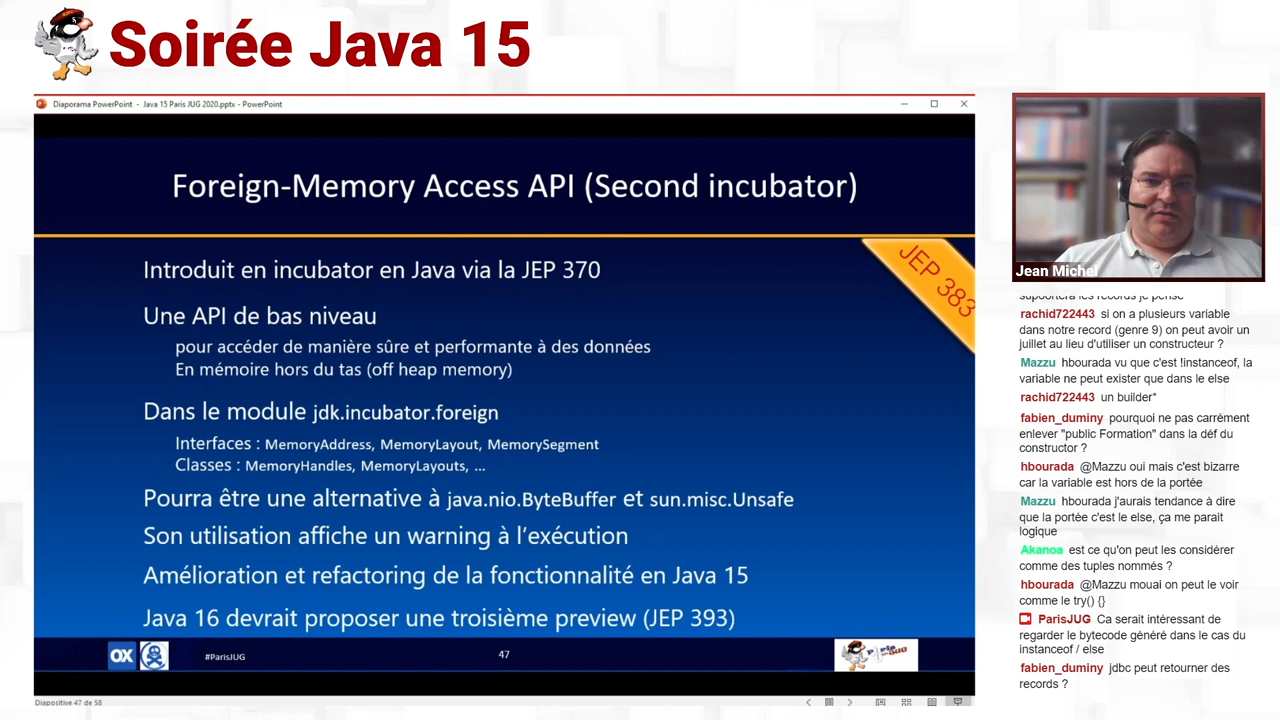 Soirée Java 15
Diaporama PowerPoint - Java 15 Paris JUG 2020.pptx - PowerPoint
Foreign-Memory Access API (Second incubator)
JEP 383
Introduit en incubator en Java via la JEP 370
Une API de bas niveau
pour accéder de manière sûre et performante à des données
En mémoire hors du tas (off heap memory)
Dans le module jdk.incubator.foreign
Interfaces : MemoryAddress, MemoryLayout, MemorySegment
Classes : MemoryHandles, MemoryLayouts, ...
Pourra être une alternative à java.nio.ByteBuffer et sun.misc.Unsafe
Son utilisation affiche un warning à l'exécution
Amélioration et refactoring de la fonctionnalité en Java 15
Java 16 devrait proposer une troisième preview (JEP 393)
OX
#ParisJUG
47
Diapositive 47 de 58
Jean Michel
supportera les records je pense
rachid722443 si on a plusieurs variable
dans notre record (genre 9) on peut avoir un
juillet au lieu d'utiliser un constructeur ?
Mazzu hbourada vu que c'est !instanceof, la
variable ne peut exister que dans le else
rachid722443 un builder*
fabien_duminy pourquoi ne pas carrément
enlever "public Formation" dans la déf du
constructor ?
hbourada @Mazzu oui mais c'est bizarre
car la variable est hors de la portée
Mazzu hbourada j'aurais tendance à dire
que la portée c'est le else, ça me parait
logique
Akanoa est ce qu'on peut les considérer
comme des tuples nommés ?
hbourada @Mazzu mouai on peut le voir
comme le try() {}
ParisJUG Ca serait intéressant de
regarder le bytecode généré dans le cas du
instanceof / else
fabien_duminy jdbc peut retourner des
records ?